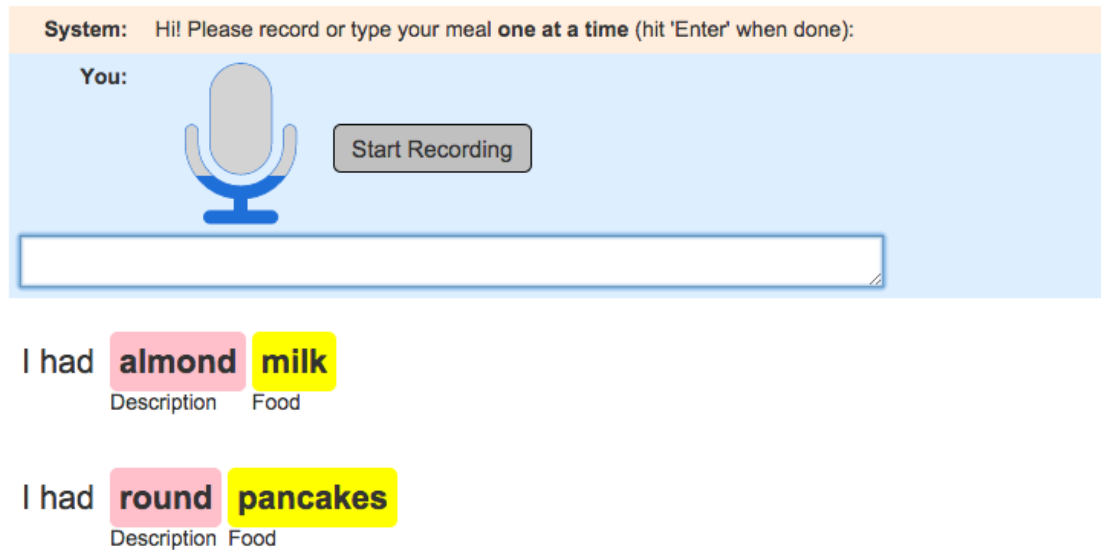 System: Hi! Please record or type your meal one at a time (hit 'Enter' when done):
You:
Start Recording
I had almond milk
Description Food
I had round pancakes
Description Food